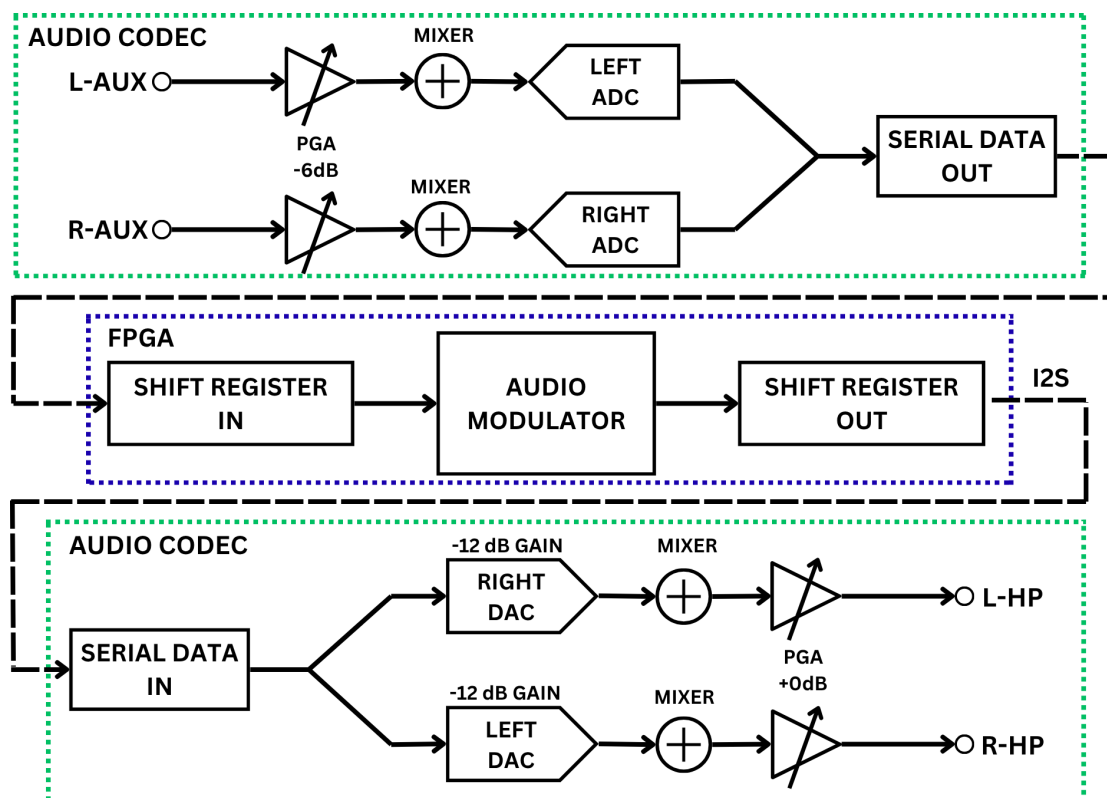 AUDIO CODEC
MIXER
L-AUX
LEFT
ADC
PGA
-6dB
SERIAL DATA
OUT
MIXER
R-AUX
RIGHT
ADC
FPGA
SHIFT REGISTER
IN
AUDIO
MODULATOR
SHIFT REGISTER
OUT
I2S
AUDIO CODEC
-12 dB GAIN
MIXER
RIGHT
DAC
L-HP
SERIAL DATA
IN
PGA
+0dB
-12 dB GAIN
MIXER
LEFT
DAC
R-HP